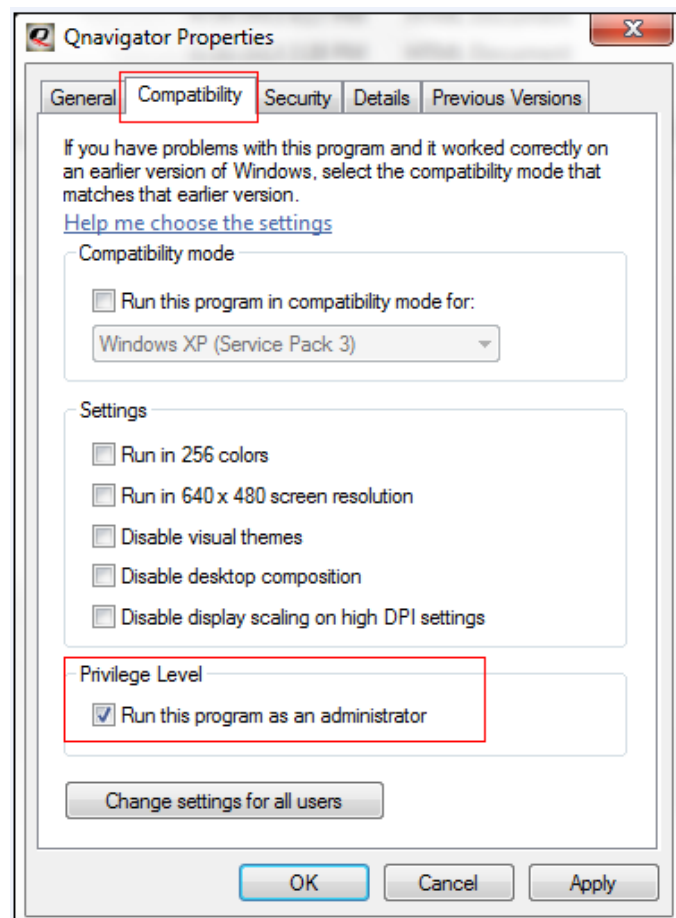 Qnavigator Properties
General Compatibility Security Details Previous Versions
If you have problems with this program and it worked correctly on
an earlier version of Windows, select the compatibility mode that
matches that earlier version.
Help me choose the settings
Compatibility mode
Run this program in compatibility mode for:
Windows XP (Service Pack 3)
Settings
Run in 256 colors
Run in 640 x 480 screen resolution
Disable visual themes
Disable desktop composition
Disable display scaling on high DPI settings
Privilege Level
Run this program as an administrator
Change settings for all users
OK Cancel Apply